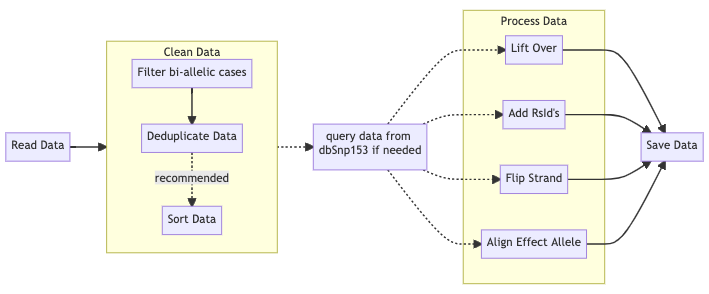 Read Data
Clean Data
Filter bi-allelic cases
Deduplicate Data
recommended
Sort Data
query data from
dbSnp153 if needed
Process Data
Lift Over
Add RsId's
Flip Strand
Align Effect Allele
Save Data